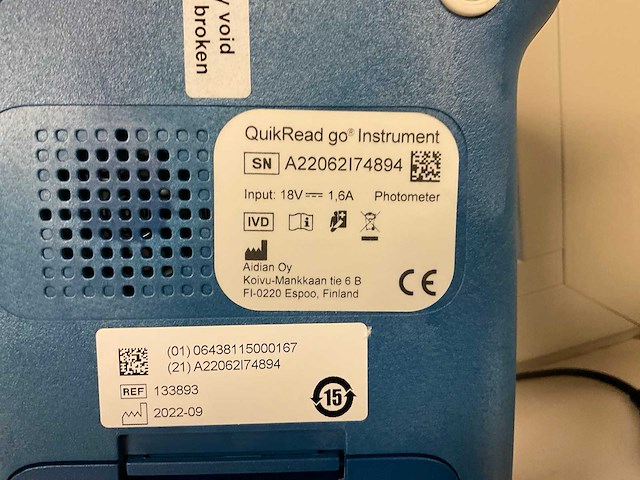 void
broken
QuikRead go® Instrument
SN A22062I74894
Input: 18V⎓ 1,6A Photometer
IVD
Aidian Oy
Koivu-Mankkaan tie 6 B
FI-0220 Espoo, Finland
CE
(01) 06438115000167
(21) A22062I74894
REF 133893
2022-09
15